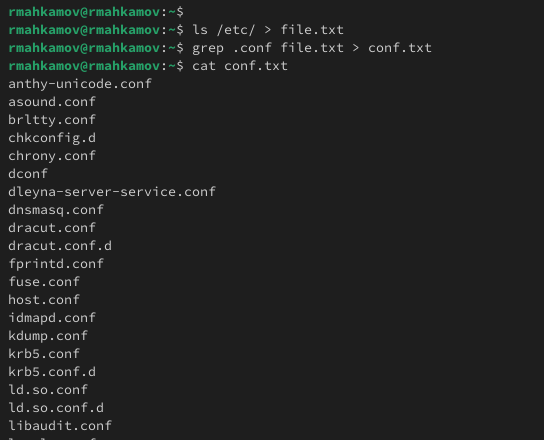 rmahkamov@rmahkamov:~$
rmahkamov@rmahkamov:~$ ls /etc/ > file.txt
rmahkamov@rmahkamov:~$ grep .conf file.txt > conf.txt
rmahkamov@rmahkamov:~$ cat conf.txt
anthy-unicode.conf
asound.conf
brltty.conf
chkconfig.d
chrony.conf
dconf
dleyna-server-service.conf
dnsmasq.conf
dracut.conf
dracut.conf.d
fprintd.conf
fuse.conf
host.conf
idmapd.conf
kdump.conf
krb5.conf
krb5.conf.d
ld.so.conf
ld.so.conf.d
libaudit.conf